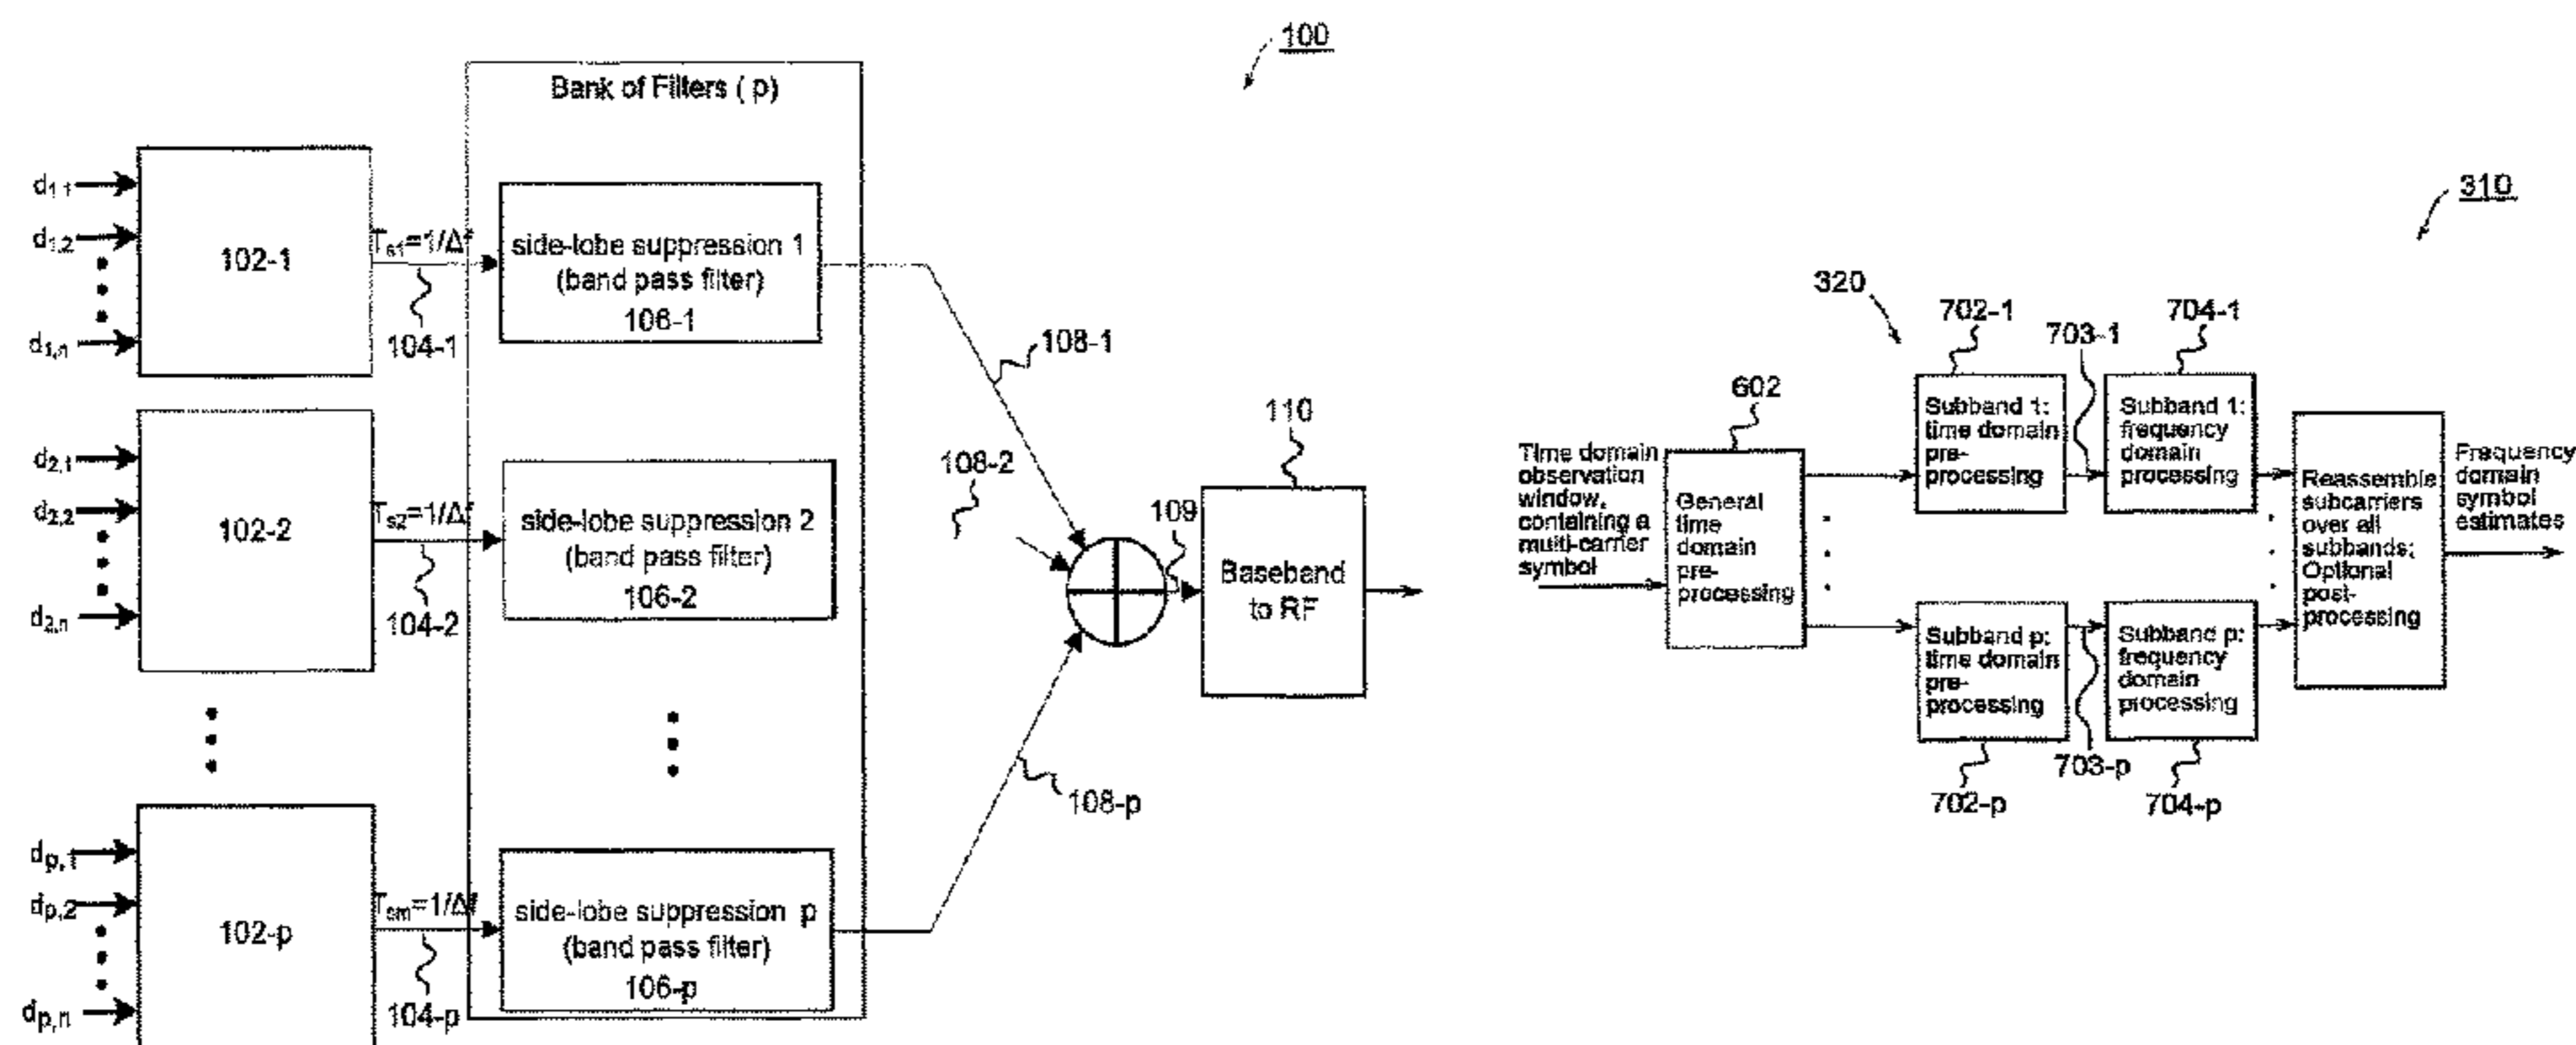 100
Bank of Filters ( p)
d1,1
d1,2
d1,n
102-1
Ts1=1/Δf
104-1
side-lobe suppression 1
(band pass filter)
106-1
108-1
d2,1
d2,2
d2,n
102-2
Ts2=1/Δf
104-2
side-lobe suppression 2
(band pass filter)
106-2
108-2
109
110
Baseband
to RF
dp,1
dp,2
dp,n
102-p
Tsm=1/Δf
104-p
side-lobe suppression p
(band pass filter)
106-p
108-p
310
320
Time domain
observation
window,
containing a
multi-carrier
symbol
602
General
time
domain
pre-
processing
702-1
Subband 1:
time domain
pre-
processing
703-1
704-1
Subband 1:
frequency
domain
processing
Subband p:
time domain
pre-
processing
702-p
703-p
Subband p:
frequency
domain
processing
704-p
Reassemble
subcarriers
over all
subbands;
Optional
post-
processing
Frequency
domain
symbol
estimates